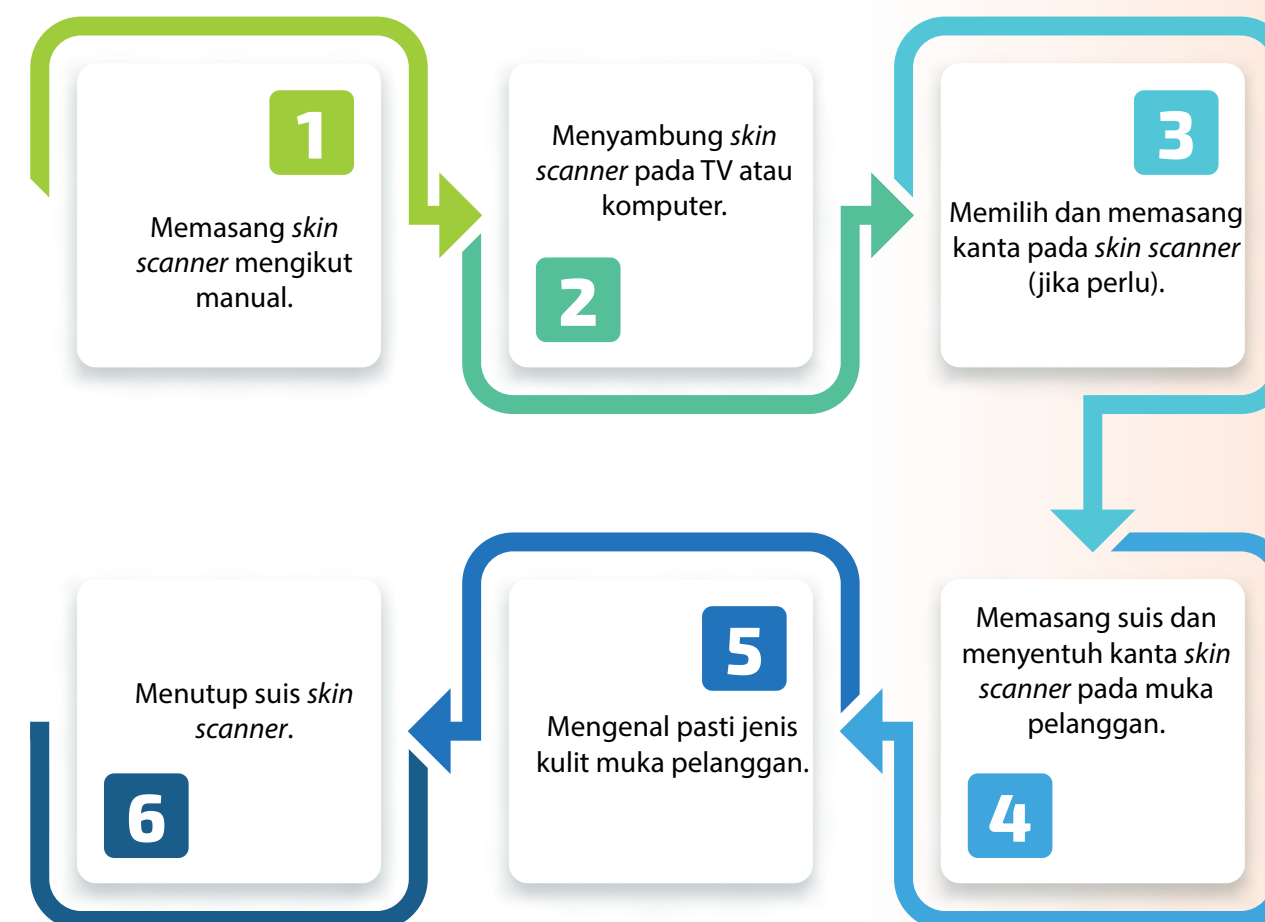 1
Memasang skin
scanner mengikut
manual.
Menyambung skin
scanner pada TV atau
komputer.
2
3
Memilih dan memasang
kanta pada skin scanner
(jika perlu).
Memasang suis dan
menyentuh kanta skin
scanner pada muka
pelanggan.
4
5
Mengenal pasti jenis
kulit muka pelanggan.
Menutup suis skin
scanner.
6